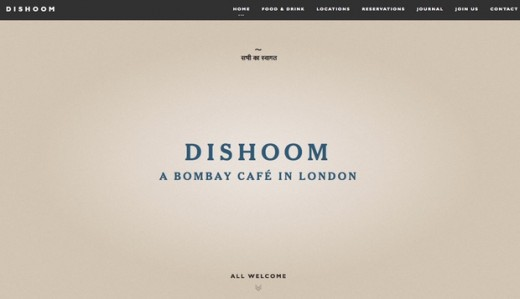 DISHOOM
HOME FOOD & DRINK LOCATIONS RESERVATIONS JOURNAL JOIN US CONTACT
सभी का स्वागत
DISHOOM
A BOMBAY CAFÉ IN LONDON
ALL WELCOME